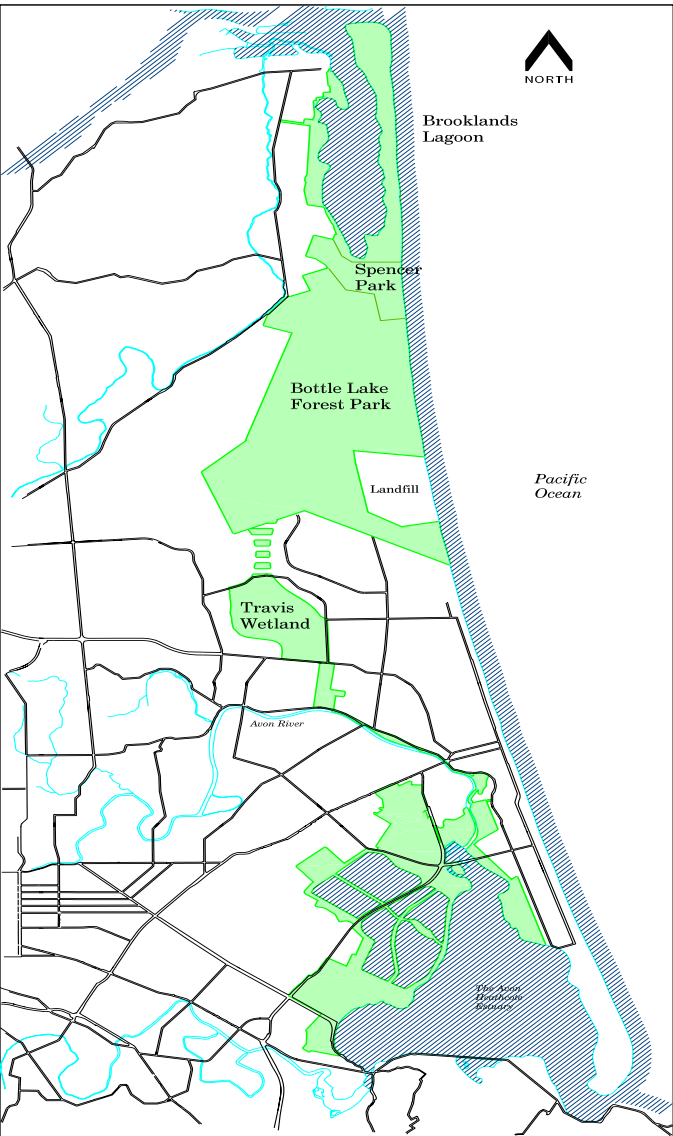 NORTH
Brooklands
Lagoon
Spencer
Park
Bottle Lake
Forest Park
Landfill
Pacific
Ocean
Travis
Wetland
Avon River
The Avon
Heathcote
Estuary